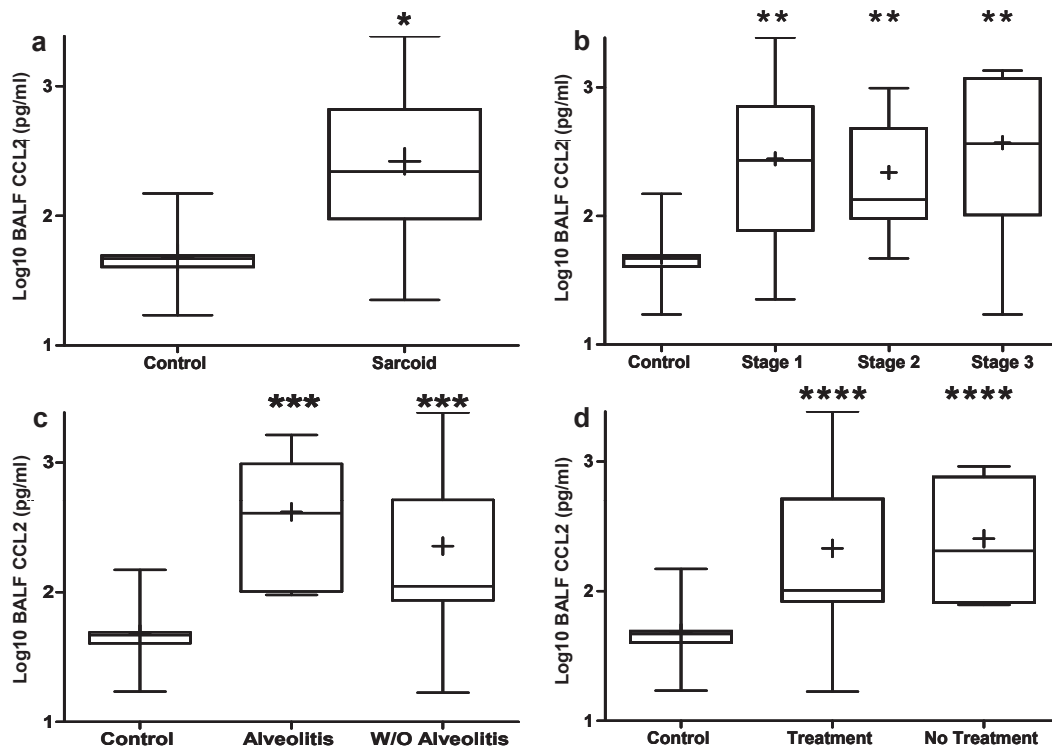 a
*
Log10 BALF CCL2 (pg/ml)
3
2
1
Control Sarcoid
b
** ** **
Log10 BALF CCL2 (pg/ml)
3
2
1
Control Stage 1 Stage 2 Stage 3
c
*** ***
Log10 BALF CCL2 (pg/ml)
3
2
1
Control Alveolitis W/O Alveolitis
d
**** ****
Log10 BALF CCL2 (pg/ml)
3
2
1
Control Treatment No Treatment